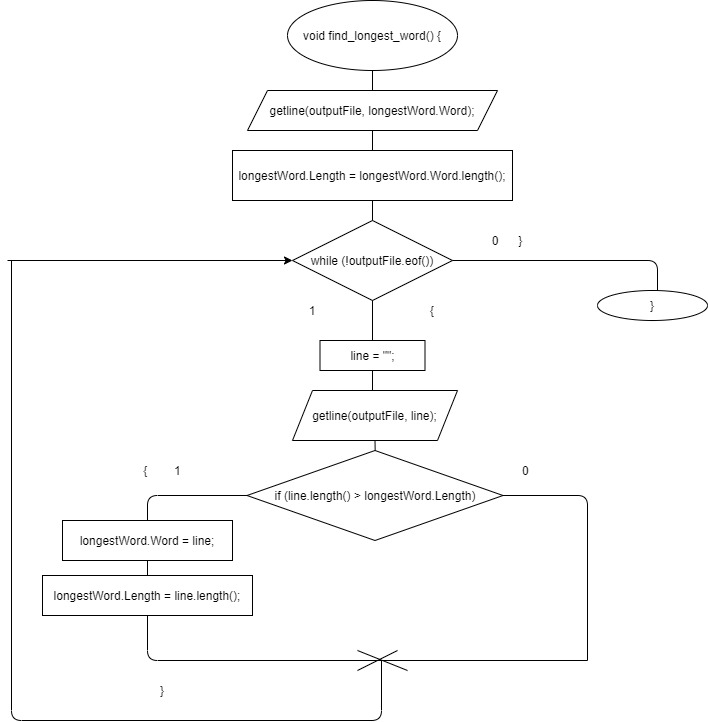 void find_longest_word() {
getline(outputFile, longestWord.Word);
longestWord.Length = longestWord.Word.length();
while (!outputFile.eof())
0 }
}
1 {
line = "";
getline(outputFile, line);
{ 1
0
if (line.length() > longestWord.Length)
longestWord.Word = line;
longestWord.Length = line.length();
}